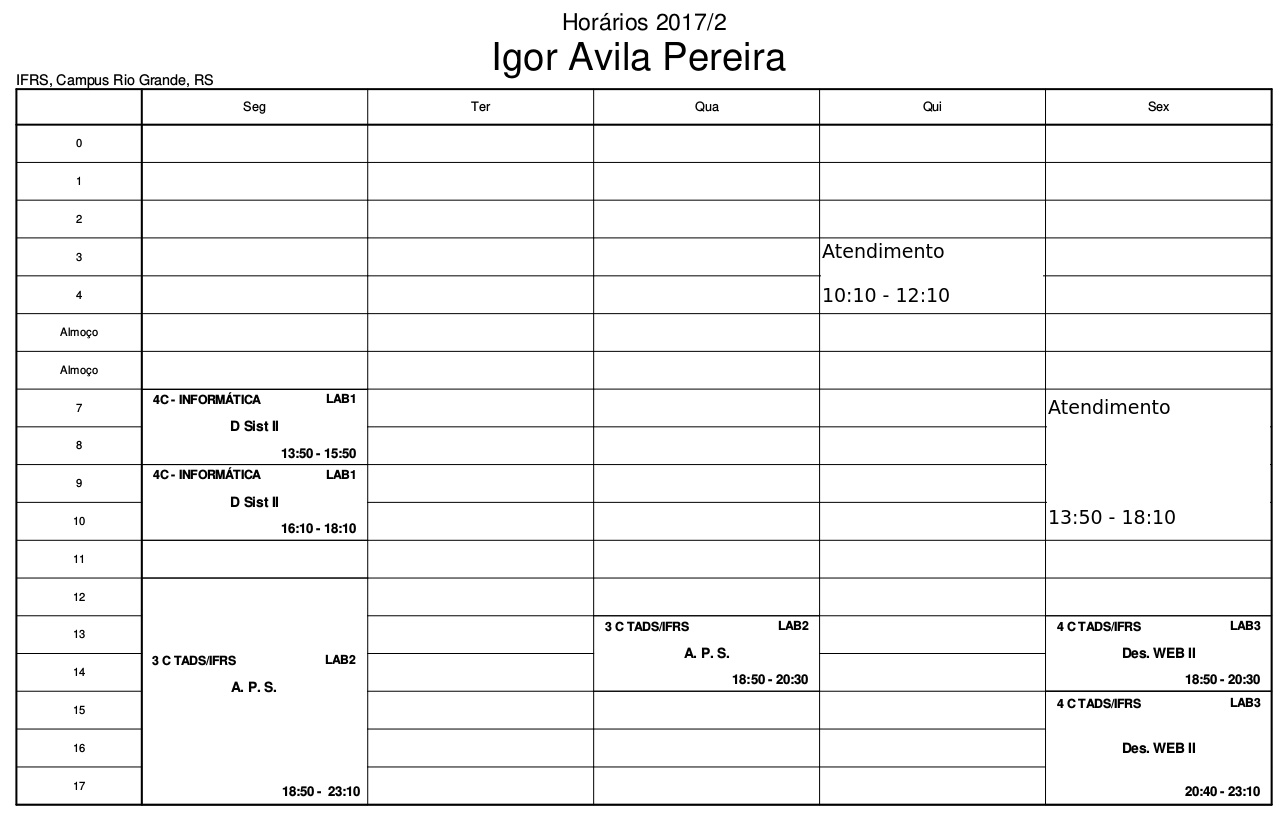 Horários 2017/2
Igor Avila Pereira
IFRS, Campus Rio Grande, RS
Seg Ter Qua Qui Sex
0
1
2
3 Atendimento
4 10:10 - 12:10
Almoço
Almoço
4C - INFORMÁTICA LAB1
7 Atendimento
D Sist II
8
13:50 - 15:50
4C - INFORMÁTICA LAB1
9
D Sist II
10 13:50 - 18:10
16:10 - 18:10
11
12
3 C TADS/IFRS LAB2 4 C TADS/IFRS LAB3
13
A. P. S. Des. WEB II
3 C TADS/IFRS LAB2
14
18:50 - 20:30 18:50 - 20:30
A. P. S.
4 C TADS/IFRS LAB3
15
16 Des. WEB II
17
18:50 - 23:10 20:40 - 23:10